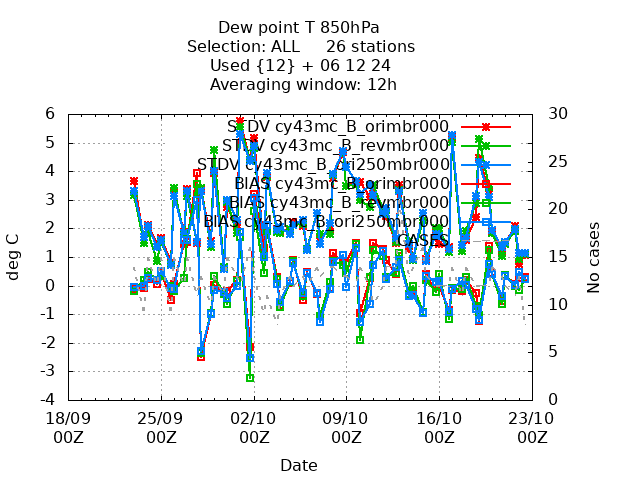 Dew point T 850hPa
Selection: ALL     26 stations
Used {12} + 06 12 24
Averaging window: 12h
STDV cy43mc_B_orimbr000
STDV cy43mc_B_revmbr000
STDV cy43mc_B_ori250mbr000
BIAS cy43mc_B_orimbr000
BIAS cy43mc_B_revmbr000
BIAS cy43mc_B_ori250mbr000
CASES
deg C
6
5
4
3
2
1
0
-1
-2
-3
-4
30
25
20
15
10
5
0
No cases
18/09 25/09 02/10 09/10 16/10 23/10
00Z 00Z 00Z 00Z 00Z 00Z
Date